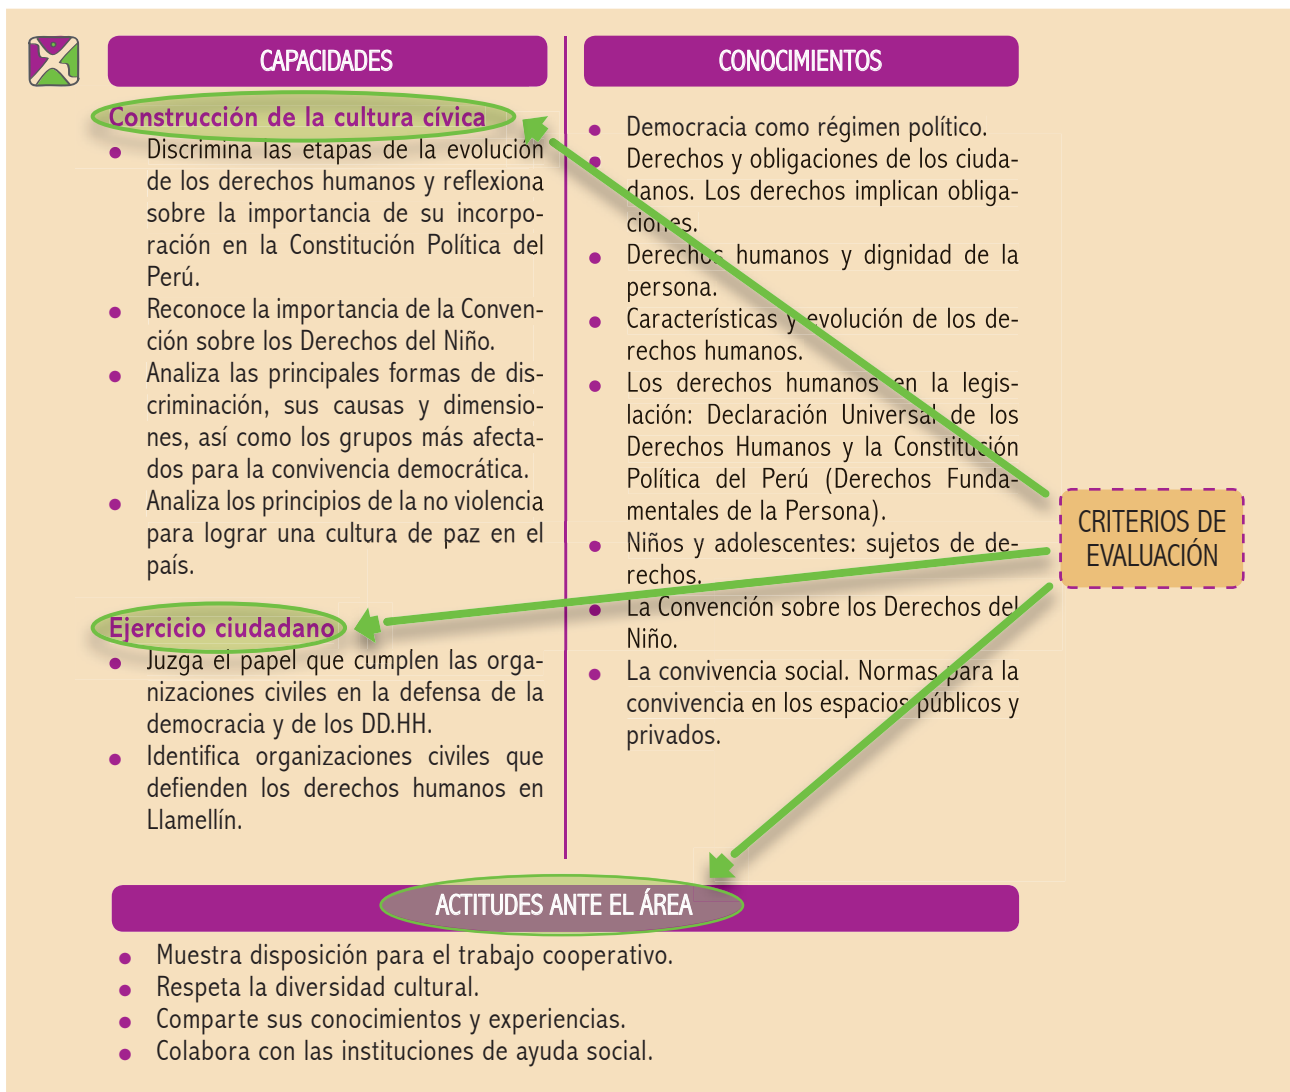 CAPACIDADES
Construcción de la cultura cívica
● Discrimina las etapas de la evolución
de los derechos humanos y reflexiona
sobre la importancia de su incorpo-
ración en la Constitución Política del
Perú.
● Reconoce la importancia de la Conven-
ción sobre los Derechos del Niño.
● Analiza las principales formas de dis-
criminación, sus causas y dimensio-
nes, así como los grupos más afecta-
dos para la convivencia democrática.
● Analiza los principios de la no violencia
para lograr una cultura de paz en el
país.
Ejercicio ciudadano
● Juzga el papel que cumplen las orga-
nizaciones civiles en la defensa de la
democracia y de los DD.HH.
● Identifica organizaciones civiles que
defienden los derechos humanos en
Llamellín.
CONOCIMIENTOS
● Democracia como régimen político.
● Derechos y obligaciones de los ciuda-
danos. Los derechos implican obliga-
ciones.
● Derechos humanos y dignidad de la
persona.
● Características y evolución de los de-
rechos humanos.
● Los derechos humanos en la legis-
lación: Declaración Universal de los
Derechos Humanos y la Constitución
Política del Perú (Derechos Funda-
mentales de la Persona).
● Niños y adolescentes: sujetos de de-
rechos.
● La Convención sobre los Derechos del
Niño.
● La convivencia social. Normas para la
convivencia en los espacios públicos y
privados.
CRITERIOS DE
EVALUACIÓN
ACTITUDES ANTE EL ÁREA
● Muestra disposición para el trabajo cooperativo.
● Respeta la diversidad cultural.
● Comparte sus conocimientos y experiencias.
● Colabora con las instituciones de ayuda social.